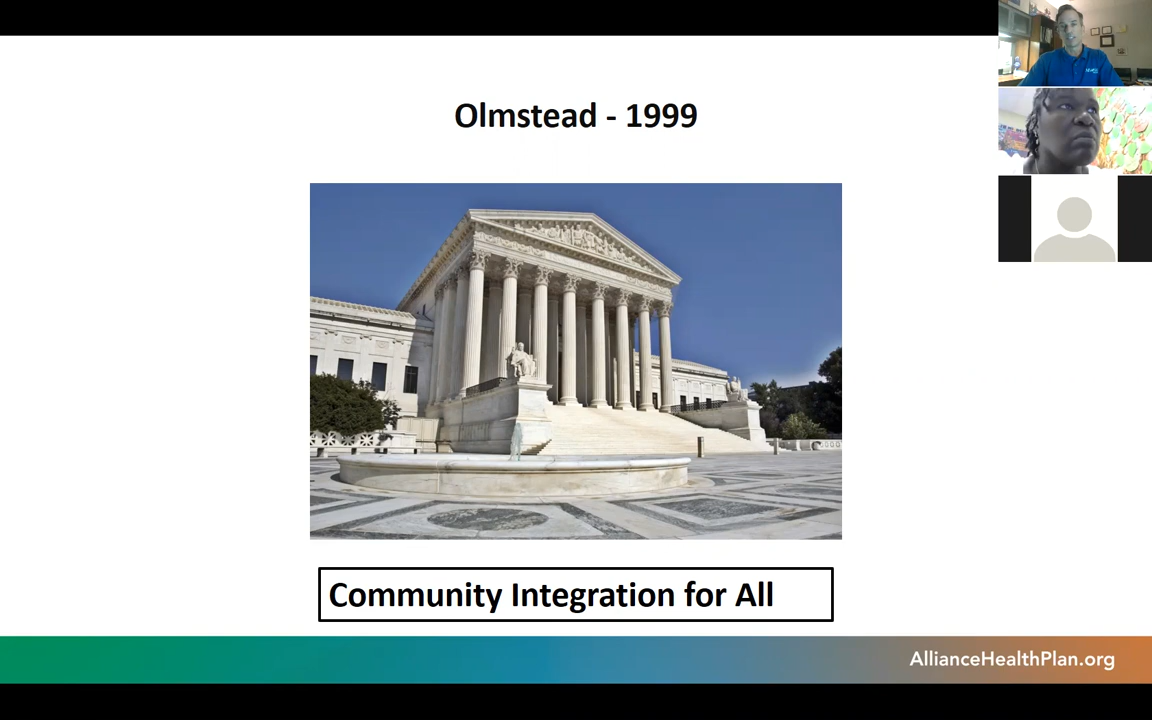 Olmstead - 1999
Community Integration for All
AllianceHealthPlan.org